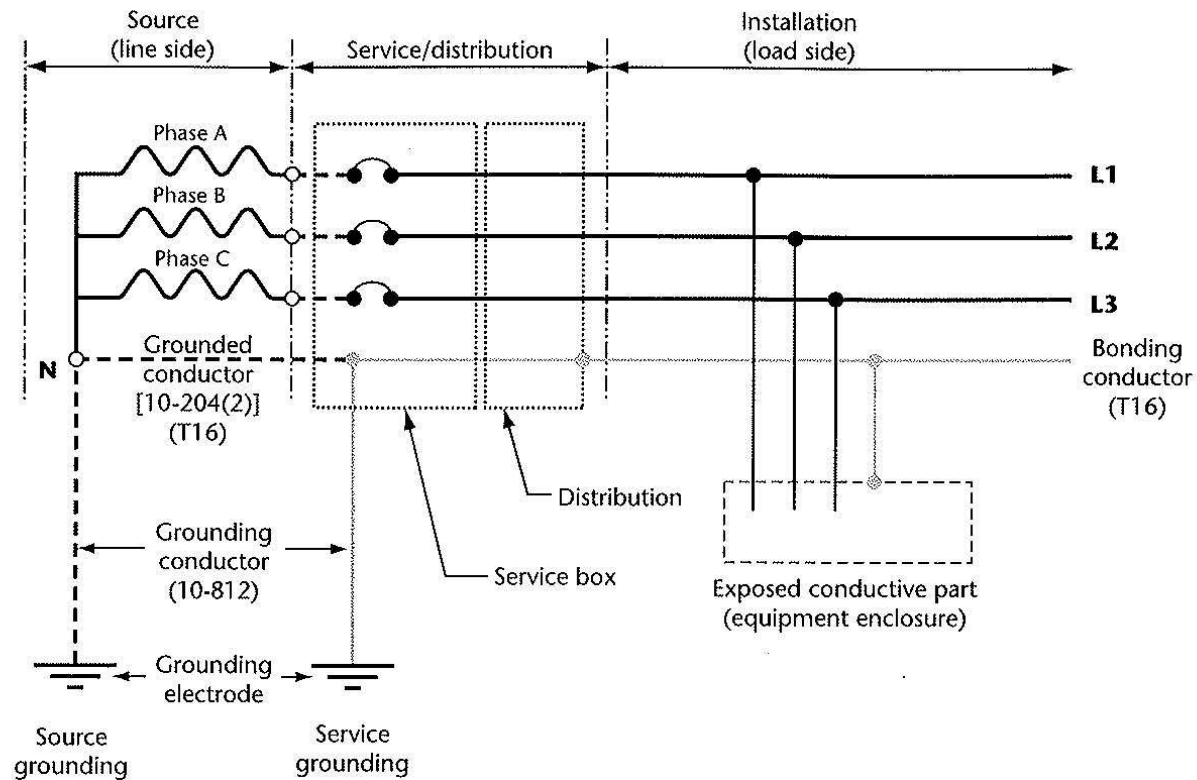 Source
(line side)
Service/distribution
Installation
(load side)
Phase A
Phase B
Phase C
L1
L2
L3
N
Grounded
conductor
[10-204(2)]
(T16)
Bonding
conductor
(T16)
Distribution
Grounding
conductor
(10-812)
Service box
Exposed conductive part
(equipment enclosure)
Grounding
electrode
Source
grounding
Service
grounding